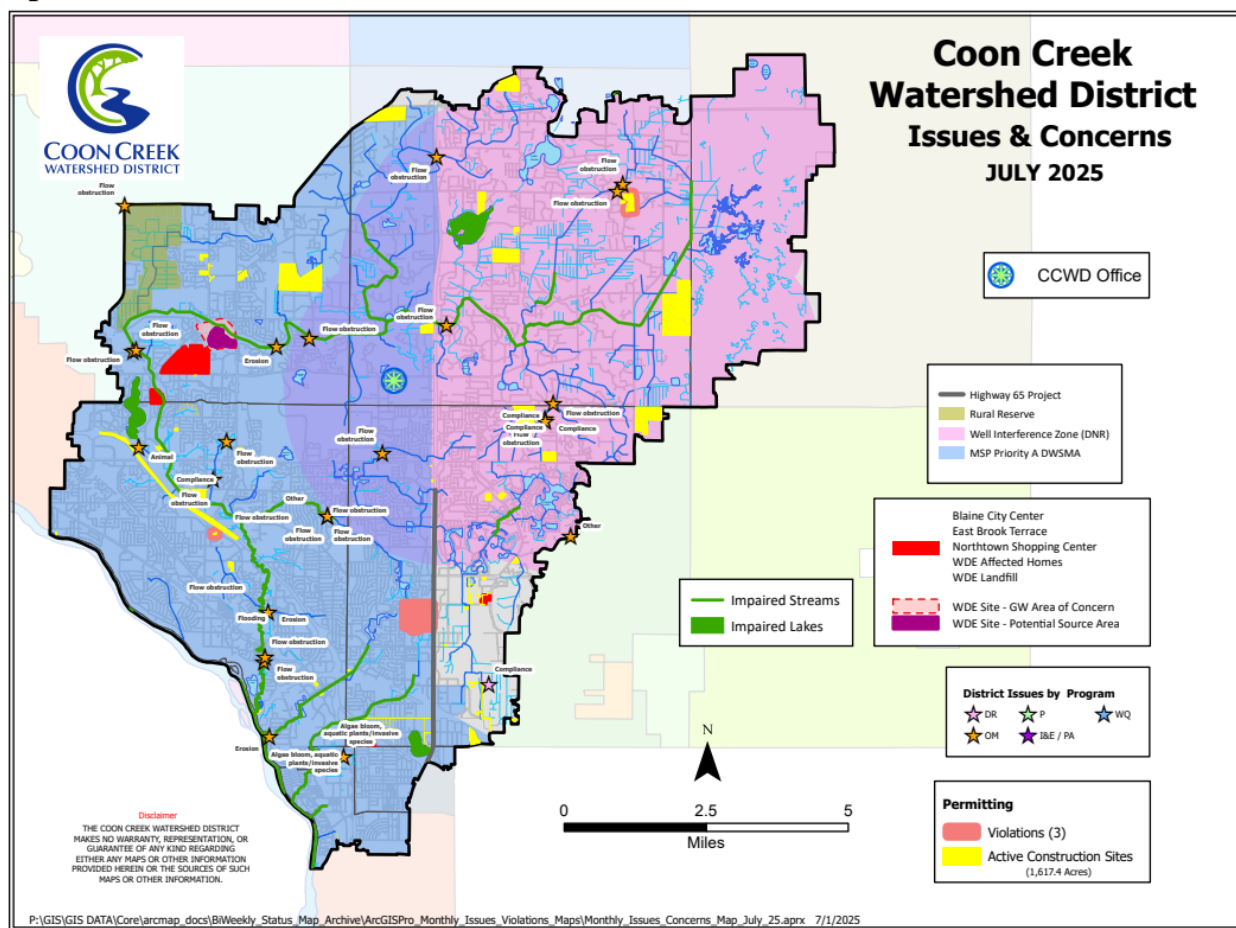 Coon Creek
Watershed District
Issues & Concerns
JULY 2025
COON CREEK
WATERSHED DISTRICT
CCWD Office
Highway 65 Project
Rural Reserve
Well Interference Zone (DNR)
MSP Priority A DWSMA
Blaine City Center
East Brook Terrace
Northtown Shopping Center
WDE Affected Homes
WDE Landfill
WDE Site - GW Area of Concern
WDE Site - Potential Source Area
Impaired Streams
Impaired Lakes
District Issues by Program
DR
P
WQ
OM
I&E / PA
Permitting
Violations (3)
Active Construction Sites
(1,617.4 Acres)
N
0
2.5
5
Miles
Flow
obstruction
Flow
obstruction
Flow
obstruction
Flow obstruction
Flow
obstruction
Flow obstruction
Flow
obstruction
Flow obstruction
Erosion
Flow obstruction
Compliance
Compliance
Compliance
Flow
obstruction
Flow
obstruction
Animal
Flow
obstruction
Compliance
Flow
obstruction
Other
Flow obstruction
Flow obstruction
Flow
obstruction
Flow
obstruction
Other
Flow obstruction
Flooding
Erosion
Flow obstruction
Flow
obstruction
Compliance
Erosion
Algae bloom,
aquatic plants/invasive
species
Algae bloom, aquatic
plants/invasive
species
Disclaimer
THE COON CREEK WATERSHED DISTRICT
MAKES NO WARRANTY, REPRESENTATION, OR
GUARANTEE OF ANY KIND REGARDING
EITHER ANY MAPS OR OTHER INFORMATION
PROVIDED HEREIN OR THE SOURCES OF SUCH
MAPS OR OTHER INFORMATION.
P:\GIS\GIS DATA\Core\arcmap_docs\BiWeekly_Status_Map_Archive\ArcGISPro_Monthly_Issues_Violations_Maps\Monthly_Issues_Concerns_Map_July_25.aprx 7/1/2025